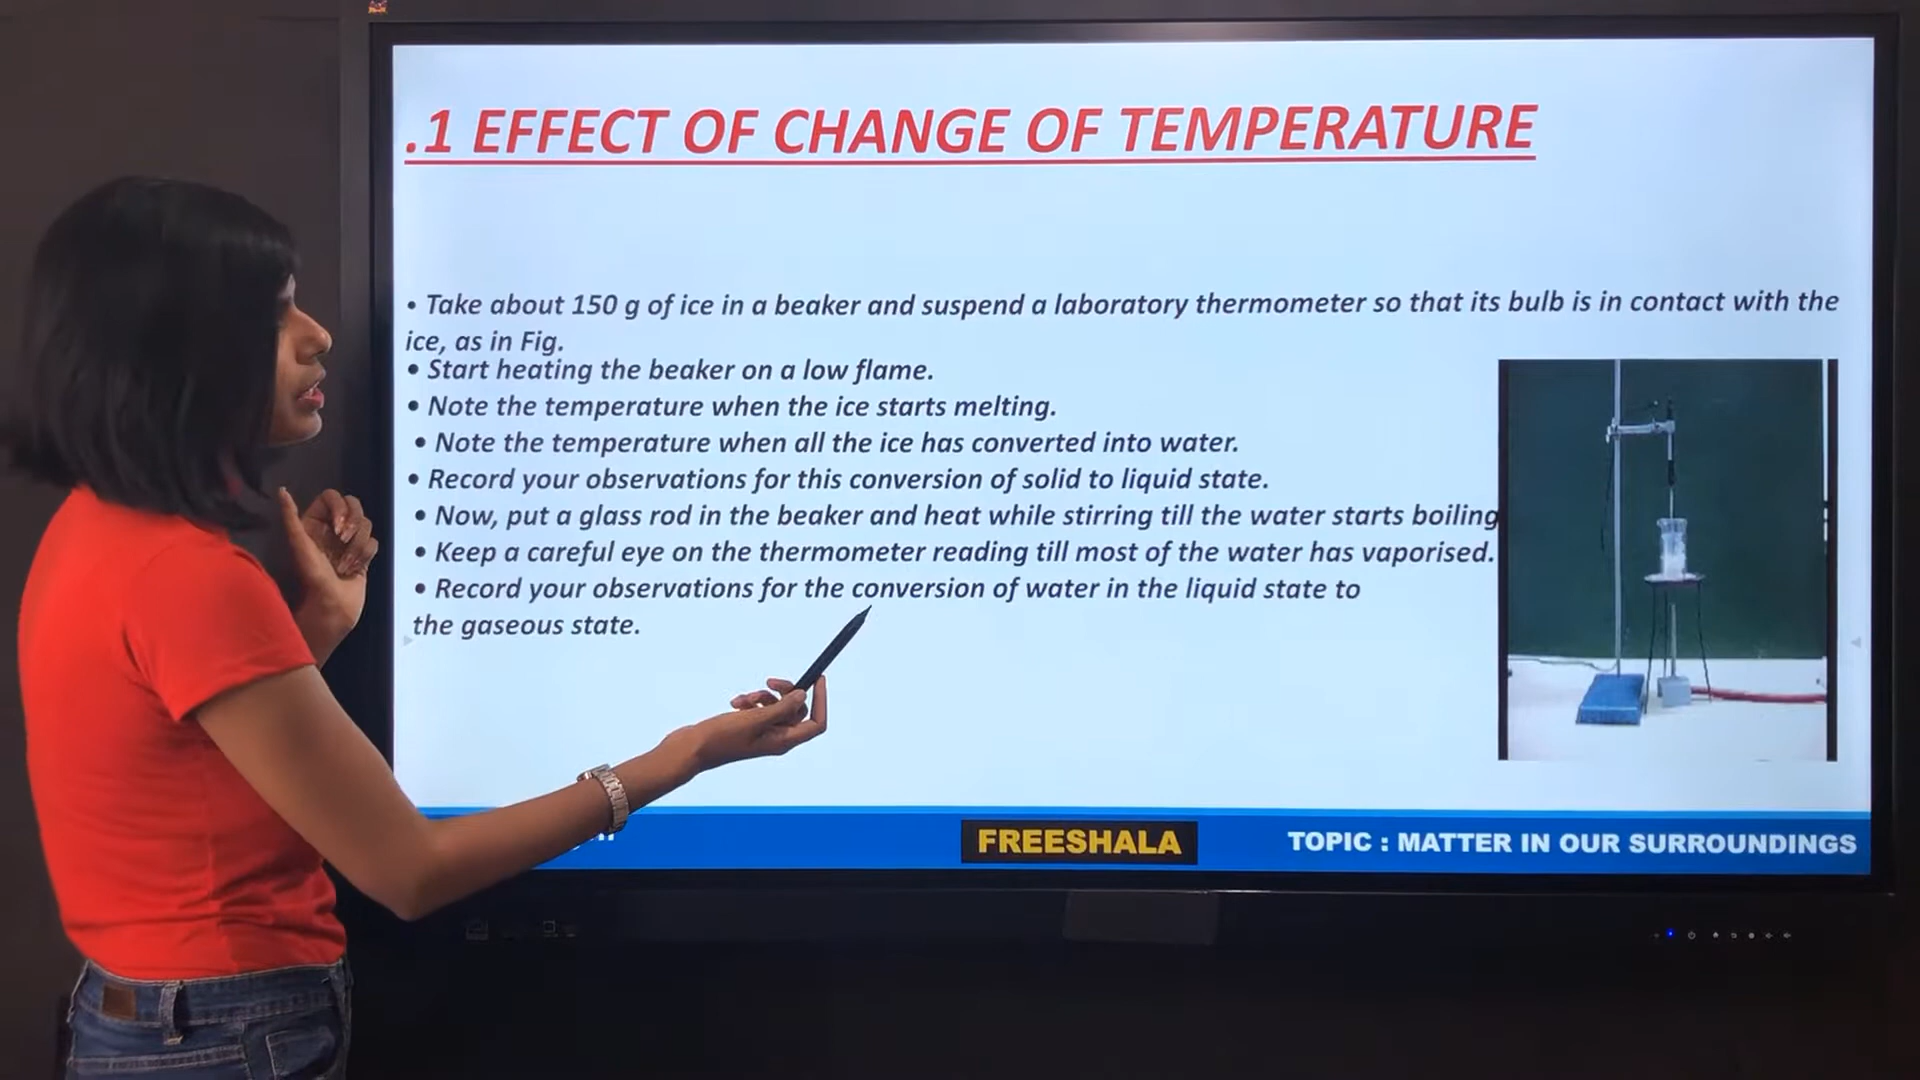 .1 EFFECT OF CHANGE OF TEMPERATURE
• Take about 150 g of ice in a beaker and suspend a laboratory thermometer so that its bulb is in contact with the
ice, as in Fig.
• Start heating the beaker on a low flame.
• Note the temperature when the ice starts melting.
• Note the temperature when all the ice has converted into water.
• Record your observations for this conversion of solid to liquid state.
• Now, put a glass rod in the beaker and heat while stirring till the water starts boiling
• Keep a careful eye on the thermometer reading till most of the water has vaporised.
• Record your observations for the conversion of water in the liquid state to
the gaseous state.
FREESHALA
TOPIC : MATTER IN OUR SURROUNDINGS